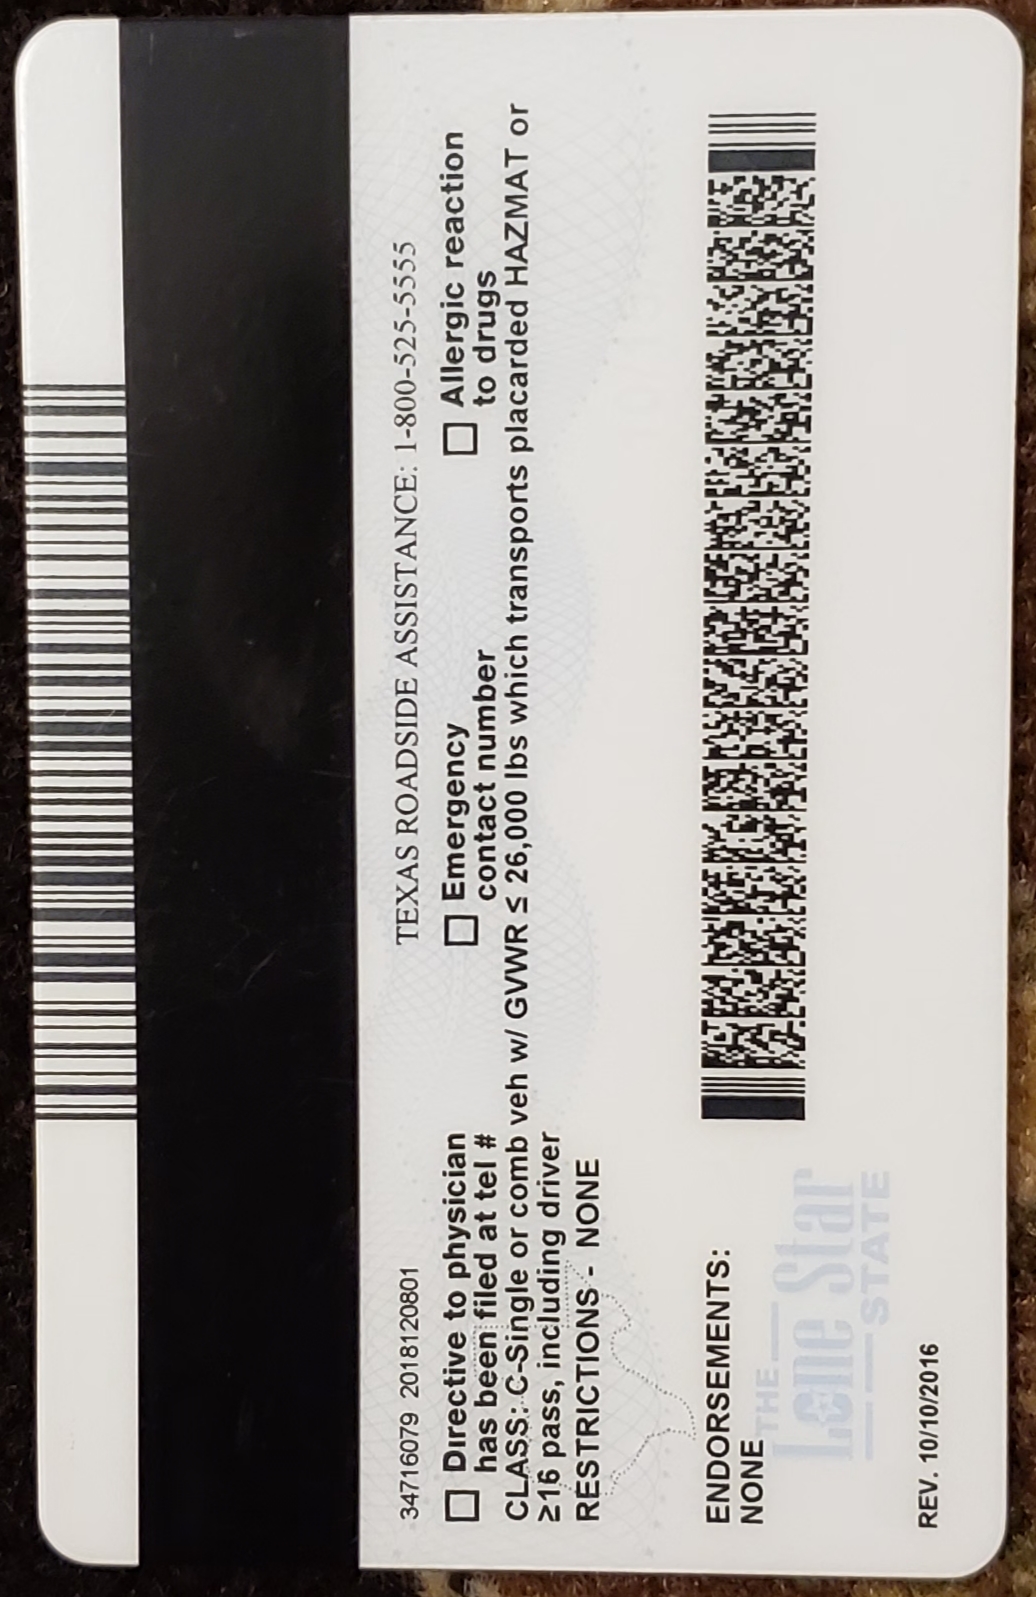 34716079 20181120801
TEXAS ROADSIDE ASSISTANCE: 1-800-525-5555
Directive to physician
has been filed at tel #
Emergency
contact number
Allergic reaction
to drugs
CLASS: C-Single or comb veh w/ GVWR ≤ 26,000 lbs which transports placarded HAZMAT or
≥16 pass, including driver
RESTRICTIONS - NONE
ENDORSEMENTS:
NONE
THE
Lone Star
STATE
REV. 10/10/2016